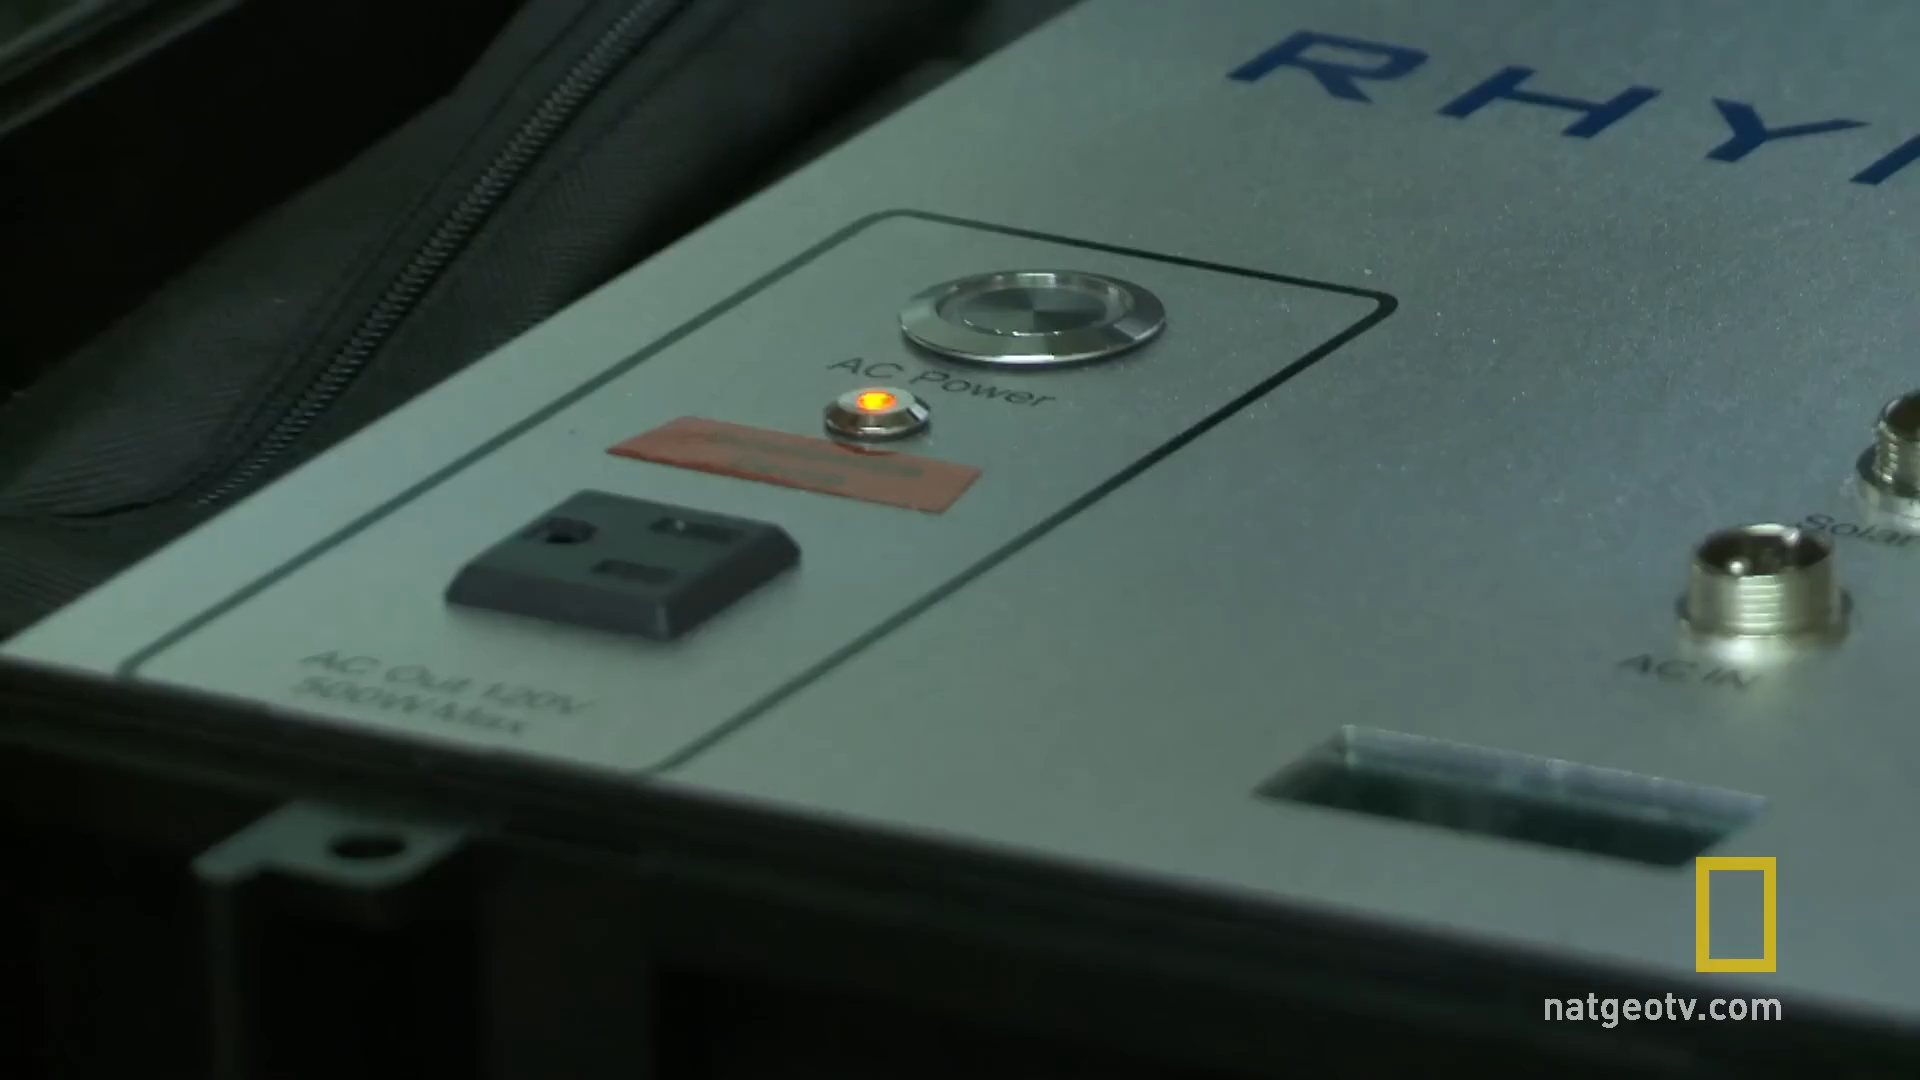 RHY
AC Power
Solar
AC IN
AC Out 120V
500W Max
natgeotv.com